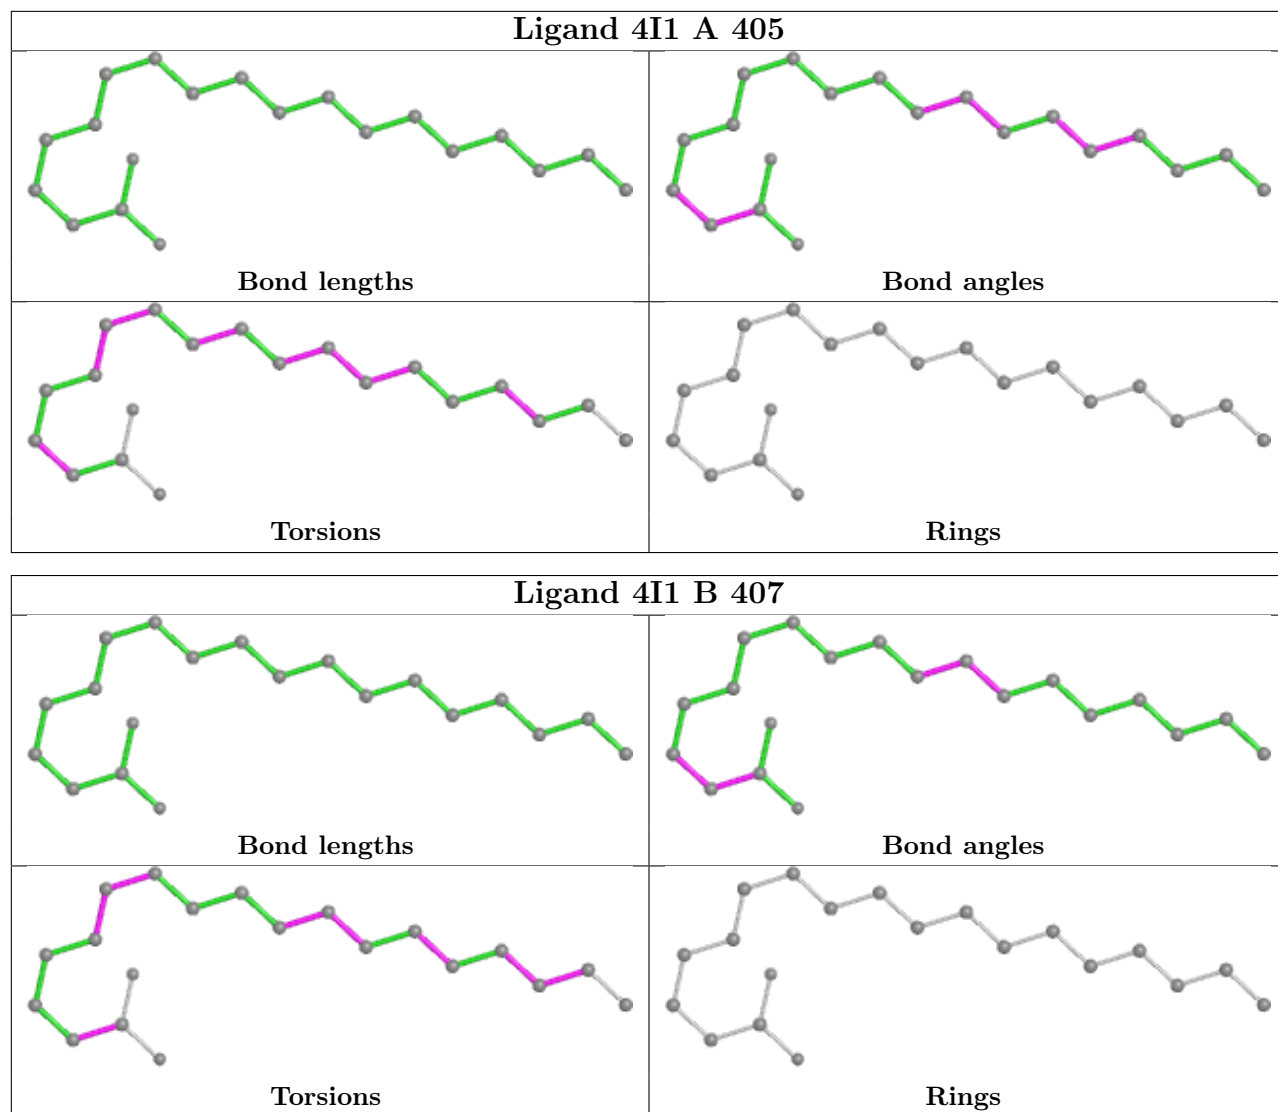 Ligand 4I1 A 405
Bond lengths
Bond angles
Torsions
Rings
Ligand 4I1 B 407
Bond lengths
Bond angles
Torsions
Rings